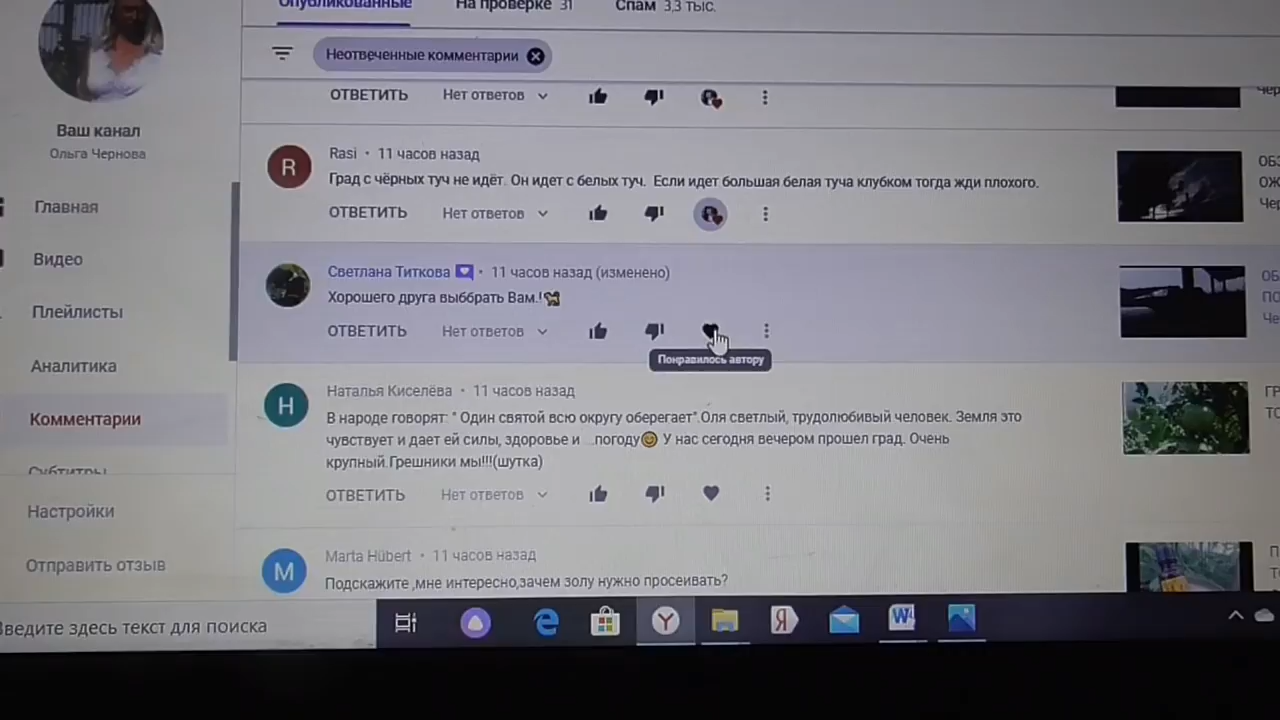 Опубликованные
На проверке 31
Спам 3,3 тыс.
Неотвеченные комментарии
ОТВЕТИТЬ Нет ответов
Ваш канал
Ольга Чернова
Rasi • 11 часов назад
Град с чёрных туч не идёт. Он идет с белых туч. Если идет большая белая туча клубком тогда жди плохого.
ОТВЕТИТЬ Нет ответов
Главная
Видео
Плейлисты
Аналитика
Комментарии
Субтитры
Настройки
Отправить отзыв
Светлана Титкова • 11 часов назад (изменено)
Хорошего друга выббрать Вам.!
ОТВЕТИТЬ Нет ответов
Понравилось автору
Наталья Киселёва • 11 часов назад
В народе говорят: " Один святой всю округу оберегает".Оля светлый, трудолюбивый человек. Земля это
чувствует и дает ей силы, здоровье и ...погоду У нас сегодня вечером прошел град. Очень
крупный.Грешники мы!!!(шутка)
ОТВЕТИТЬ Нет ответов
Marta Hübert • 11 часов назад
Подскажите ,мне интересно,зачем золу нужно просеивать?
Введите здесь текст для поиска